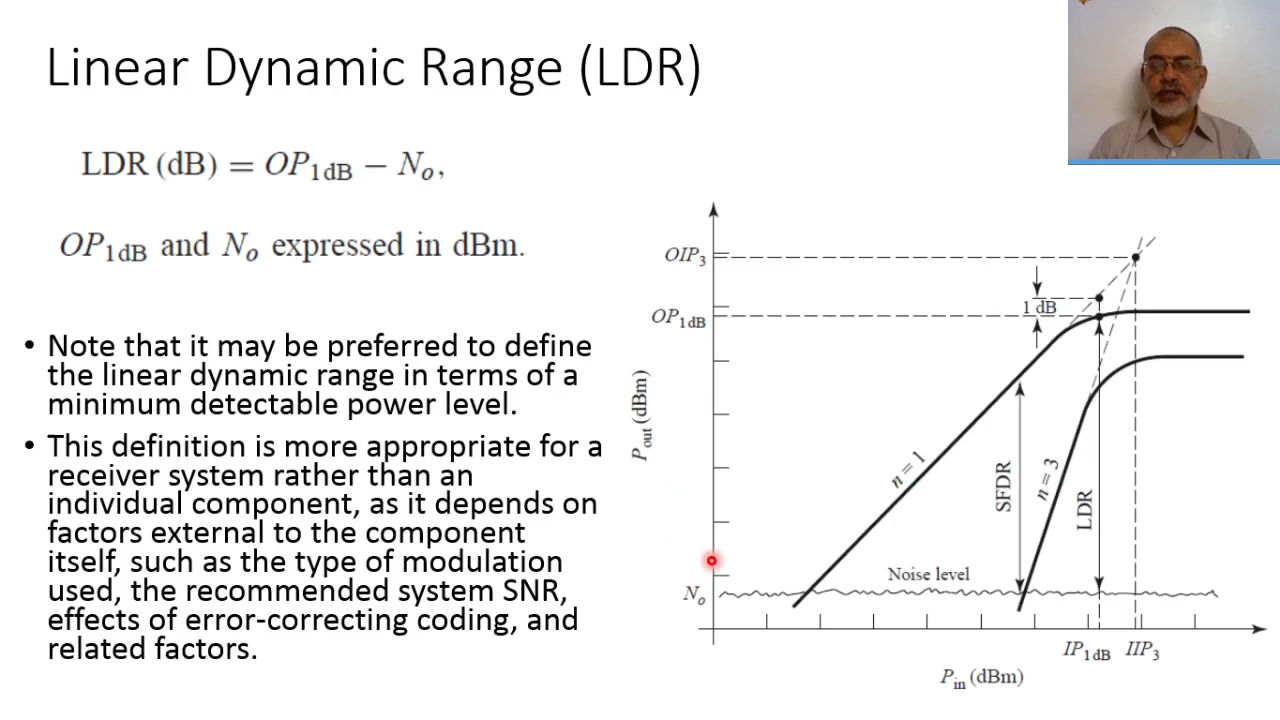 Linear Dynamic Range (LDR)
LDR (dB) = OP1dB − No,
OP1dB and No expressed in dBm.
• Note that it may be preferred to define
the linear dynamic range in terms of a
minimum detectable power level.
• This definition is more appropriate for a
receiver system rather than an
individual component, as it depends on
factors external to the component
itself, such as the type of modulation
used, the recommended system SNR,
effects of error-correcting coding, and
related factors.
OIP3
1 dB
OP1dB
Pout (dBm)
n = 1
SFDR
n = 3
LDR
Noise level
No
IP1dB IIP3
Pin (dBm)